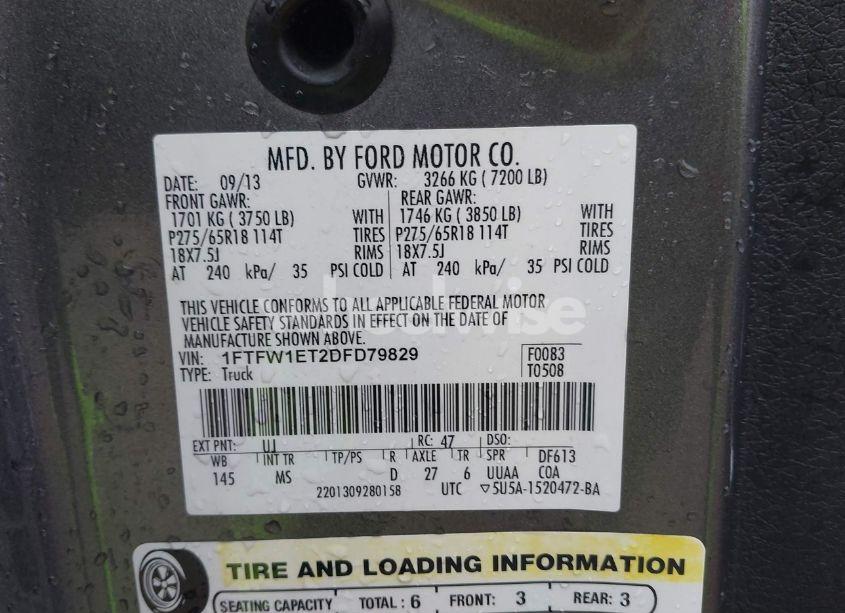 MFD. BY FORD MOTOR CO.
DATE: 09/13 GVWR: 3266 KG ( 7200 LB)
FRONT GAWR: REAR GAWR:
1701 KG ( 3750 LB) WITH 1746 KG ( 3850 LB) WITH
P275/65R18 114T TIRES P275/65R18 114T TIRES
18X7.5J RIMS 18X7.5J RIMS
AT 240 kPa/ 35 PSI COLD AT 240 kPa/ 35 PSI COLD
THIS VEHICLE CONFORMS TO ALL APPLICABLE FEDERAL MOTOR
VEHICLE SAFETY STANDARDS IN EFFECT ON THE DATE OF
MANUFACTURE SHOWN ABOVE.
VIN: 1FTFW1ET2DFD79829 F0083
TYPE: Truck T0508
EXT PNT: UJ RC: 47 DSO:
WB INT TR TP/PS R AXLE TR SPR DF613
145 MS D 27 6 UUAA COA
2201309280158 UTC ▽5U5A-1520472-BA
TIRE AND LOADING INFORMATION
SEATING CAPACITY TOTAL : 6 FRONT: 3 REAR: 3